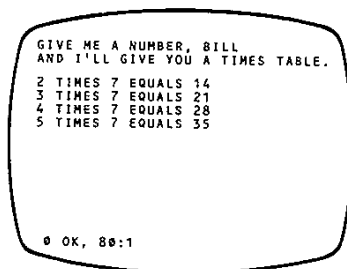 GIVE ME A NUMBER, BILL
AND I'LL GIVE YOU A TIMES TABLE.
2 TIMES 7 EQUALS 14
3 TIMES 7 EQUALS 21
4 TIMES 7 EQUALS 28
5 TIMES 7 EQUALS 35
0 OK, 80:1